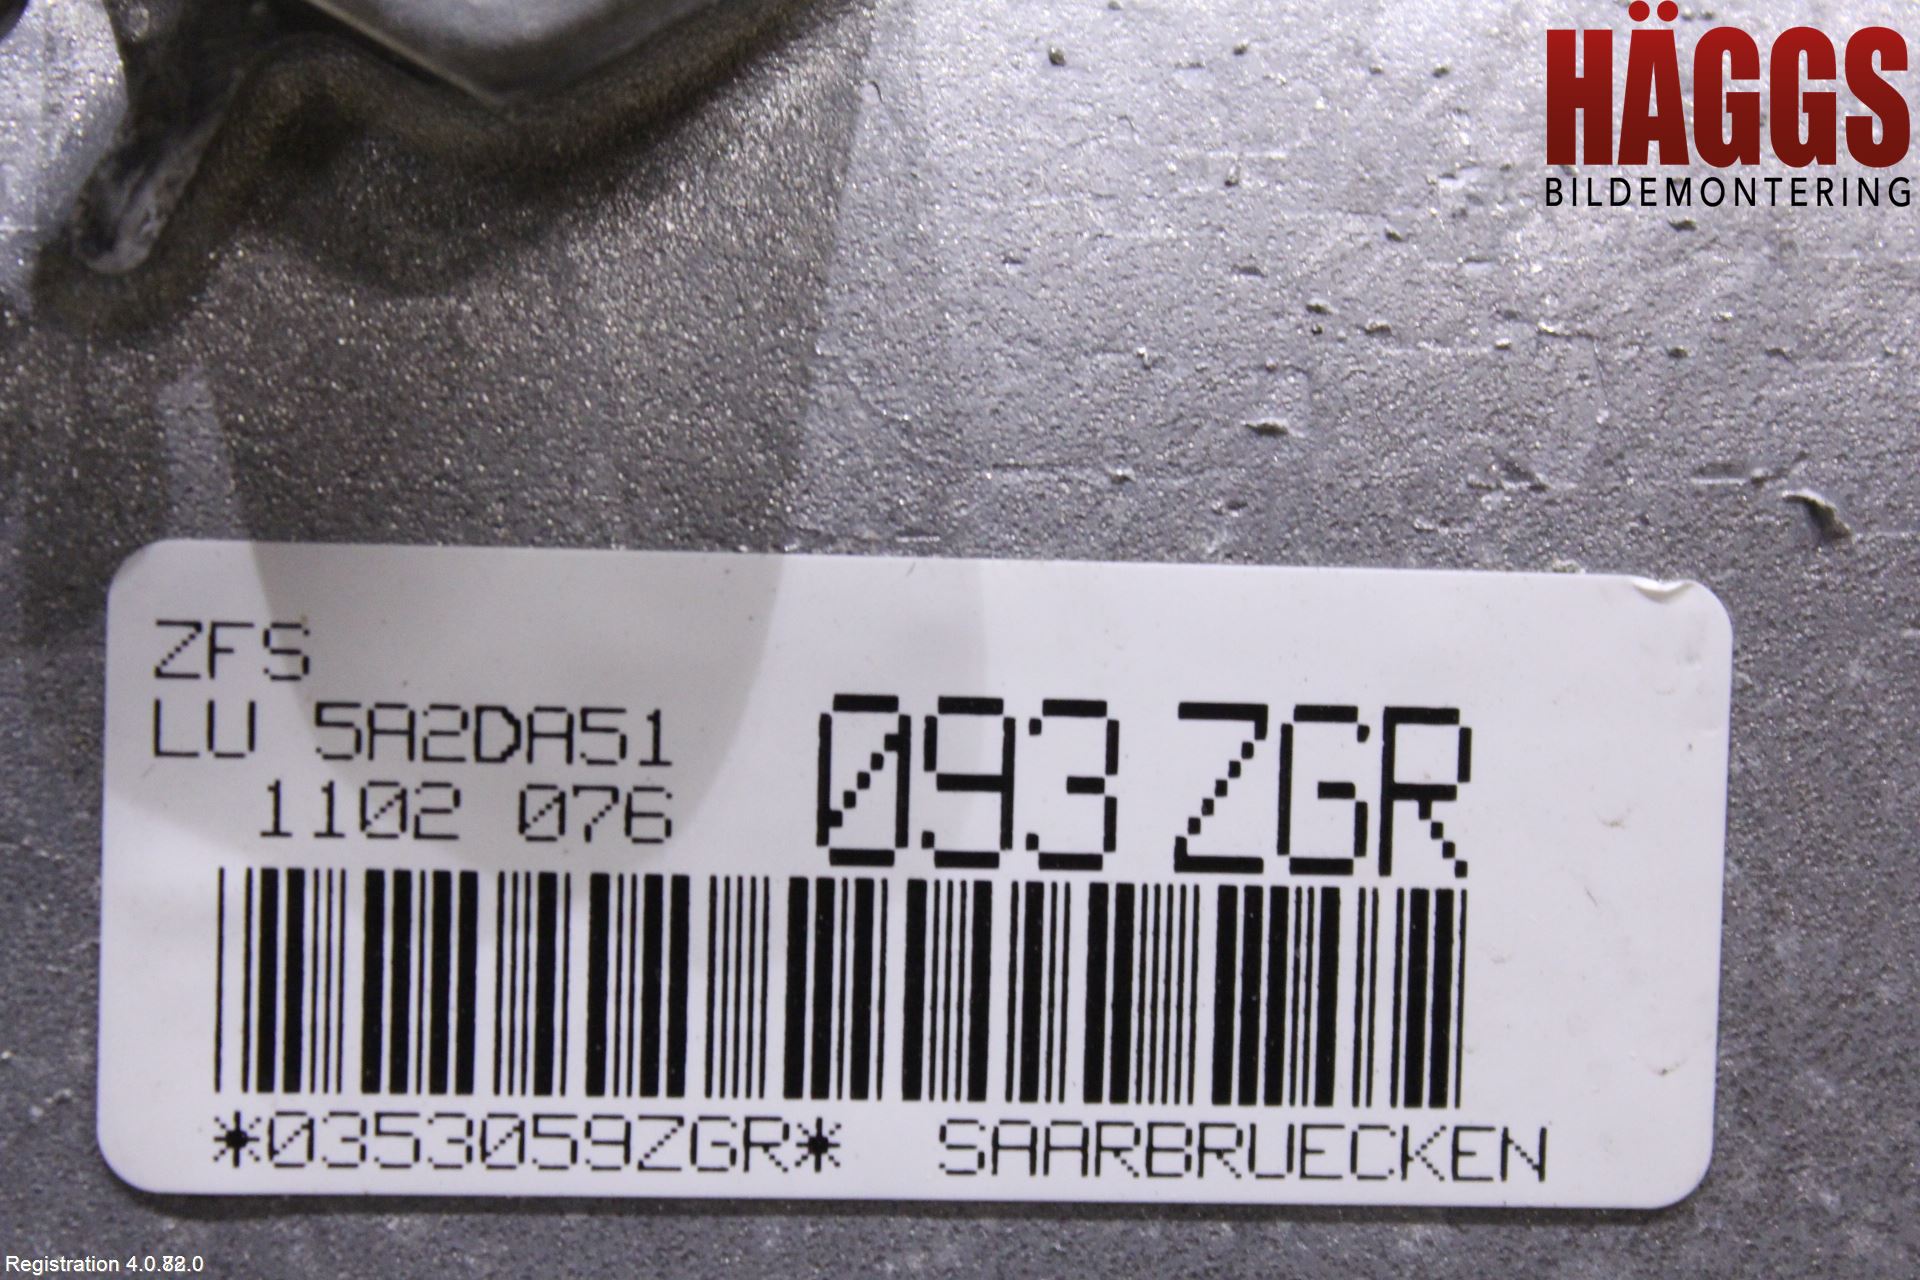 HÄGGS
BILDEMONTERING
ZFS
LU 5A2DA51
1102 076
093 ZGR
*0353059ZGR* SAARBRUECKEN